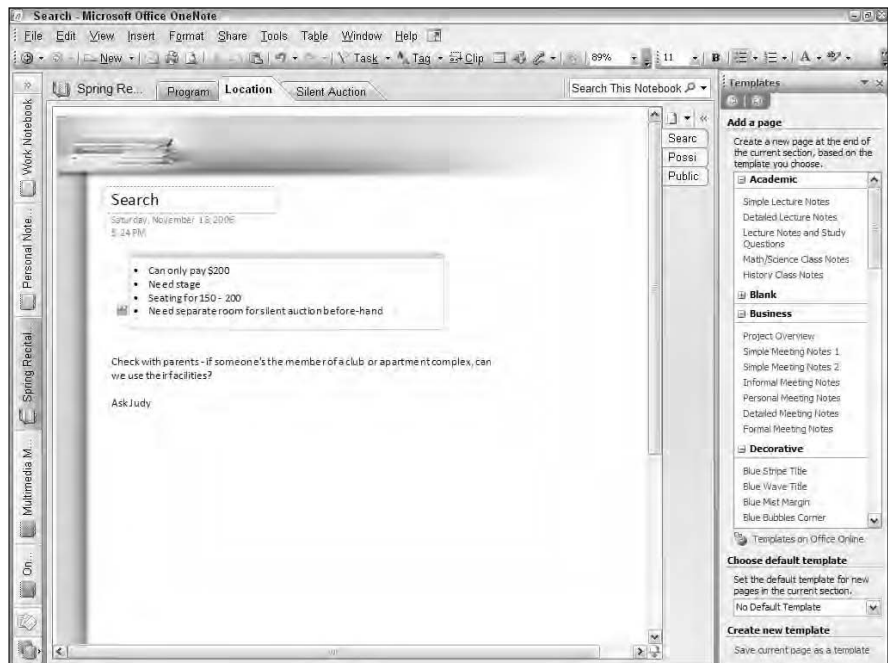 Search - Microsoft Office OneNote
File Edit View Insert Format Share Tools Table Window Help
New Task Tag Clip 89% 11 B A
Spring Re... Program Location Silent Auction Search This Notebook
Work Notebook
Personal Note...
Spring Recital
Multimedia M...
On...
Searc
Possi
Public
Search
Saturday, November 18, 2006
5:24 PM
• Can only pay $200
• Need stage
• Seating for 150 - 200
• Need separate room for silent auction before-hand
Check with parents - if someone's the member of a club or apartment complex, can
we use their facilities?
Ask Judy
Templates
Add a page
Create a new page at the end of
the current section, based on the
template you choose.
Academic
Simple Lecture Notes
Detailed Lecture Notes
Lecture Notes and Study
Questions
Math/Science Class Notes
History Class Notes
Blank
Business
Project Overview
Simple Meeting Notes 1
Simple Meeting Notes 2
Informal Meeting Notes
Personal Meeting Notes
Detailed Meeting Notes
Formal Meeting Notes
Decorative
Blue Stripe Title
Blue Wave Title
Blue Mist Margin
Blue Bubbles Corner
Templates on Office Online
Choose default template
Set the default template for new
pages in the current section.
No Default Template
Create new template
Save current page as a template